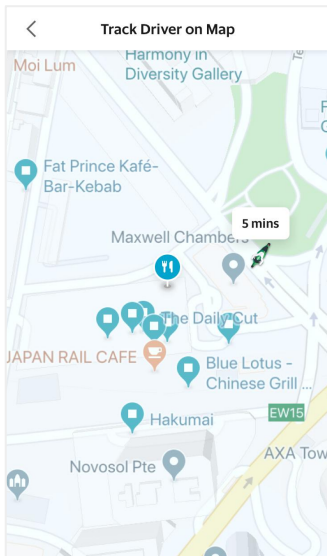 Track Driver on Map
Harmony in
Diversity Gallery
Moi Lum
Fat Prince Kafé-
Bar-Kebab
5 mins
Maxwell Chambers
The Daily Cut
JAPAN RAIL CAFE
Blue Lotus -
Chinese Grill ...
EW15
Hakumai
AXA Tow
Novosol Pte